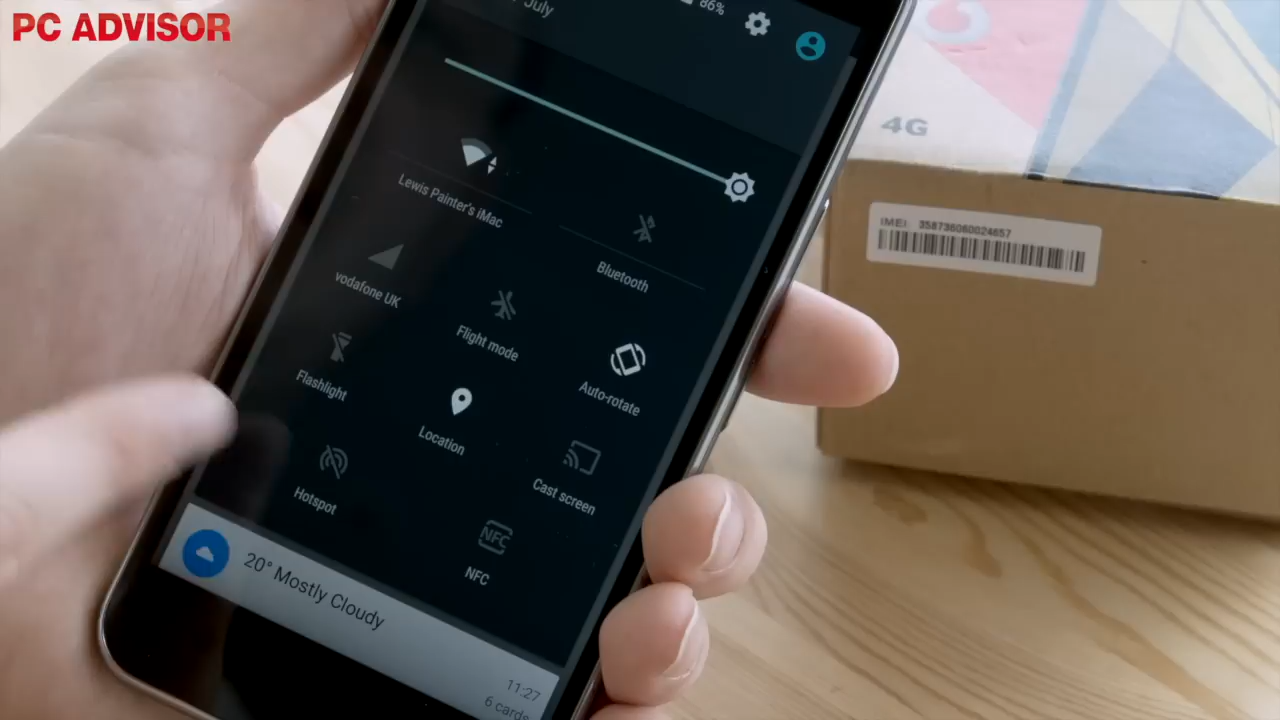 PC ADVISOR
July
86%
4G
Lewis Painter's iMac
IMEI 358736060024657
Bluetooth
vodafone UK
Flight mode
Auto-rotate
Flashlight
Location
Cast screen
Hotspot
NFC
NFC
20° Mostly Cloudy
11:27
6 cards